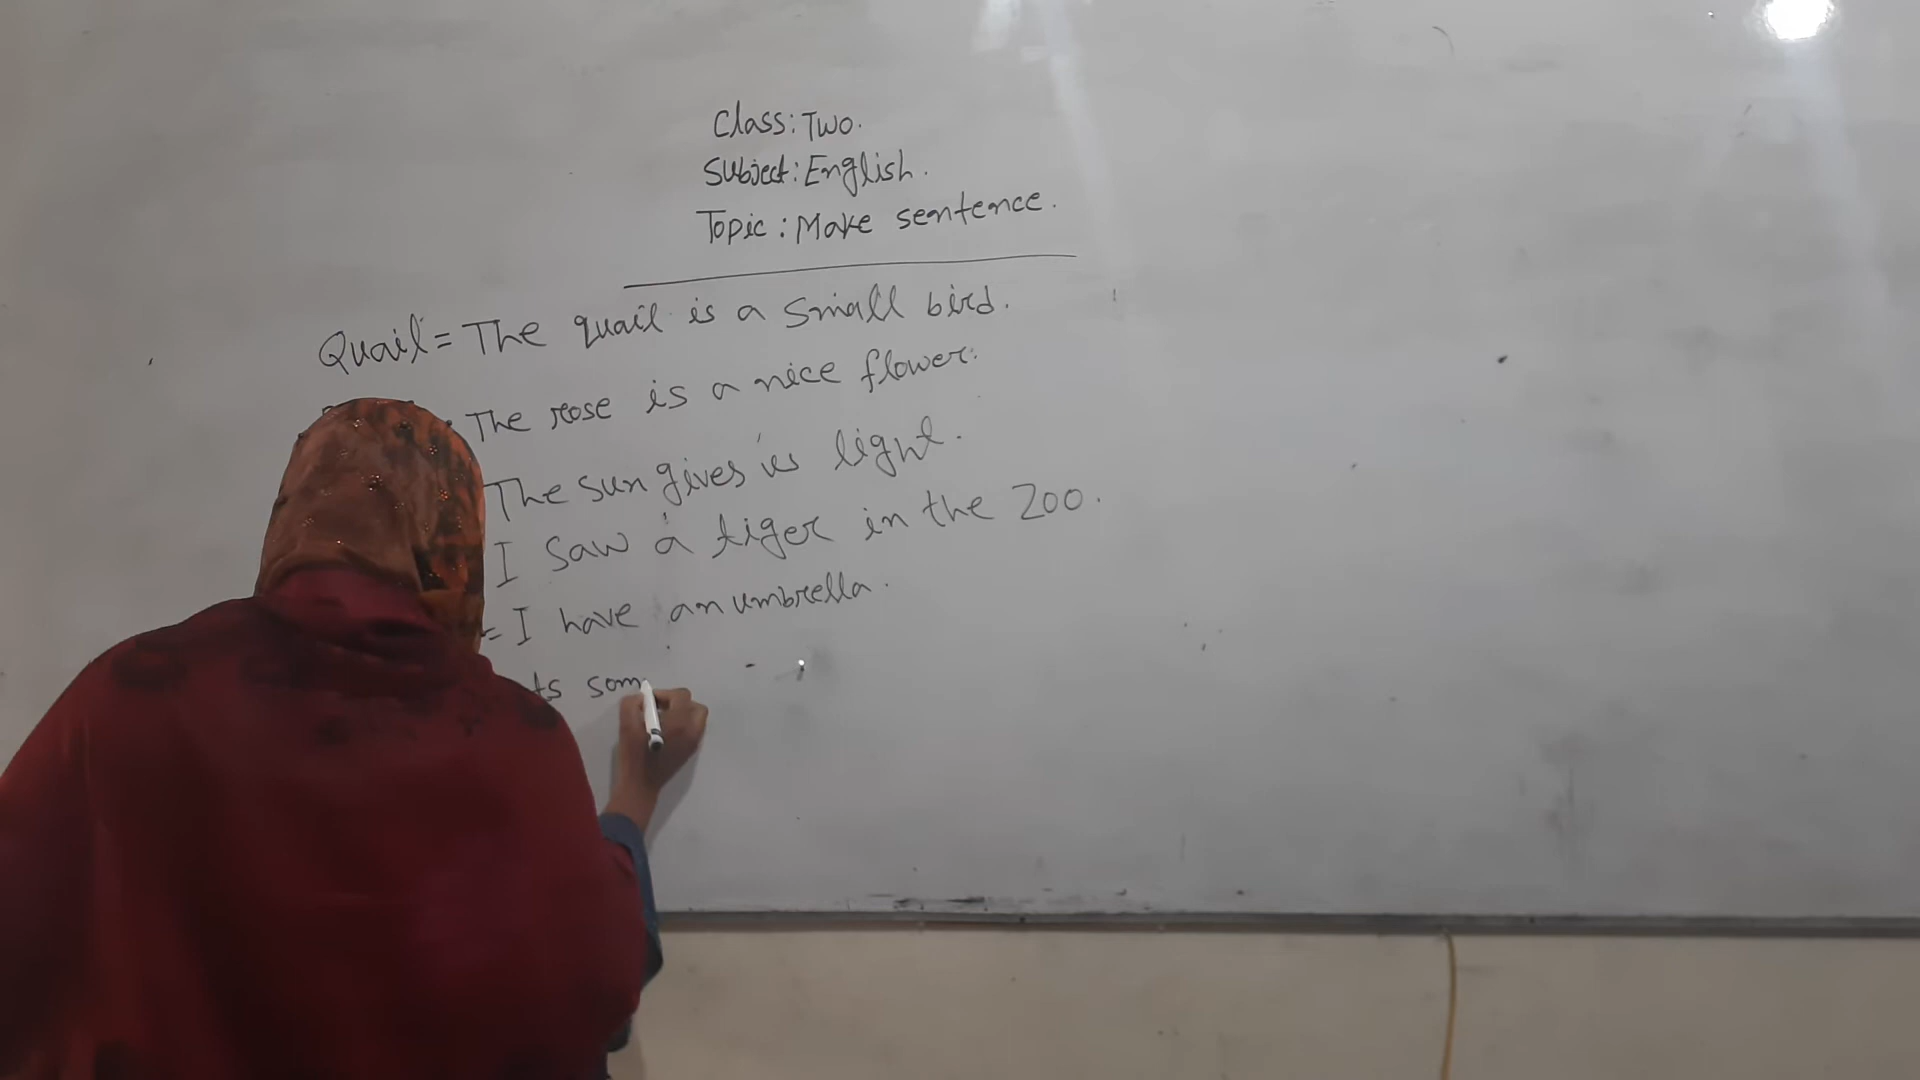 Class: Two.
Subject: English.
Topic: Make sentence.
Quail = The quail is a small bird.
The rose is a nice flower.
The sun gives us light.
I saw a tiger in the zoo.
= I have an umbrella.
som